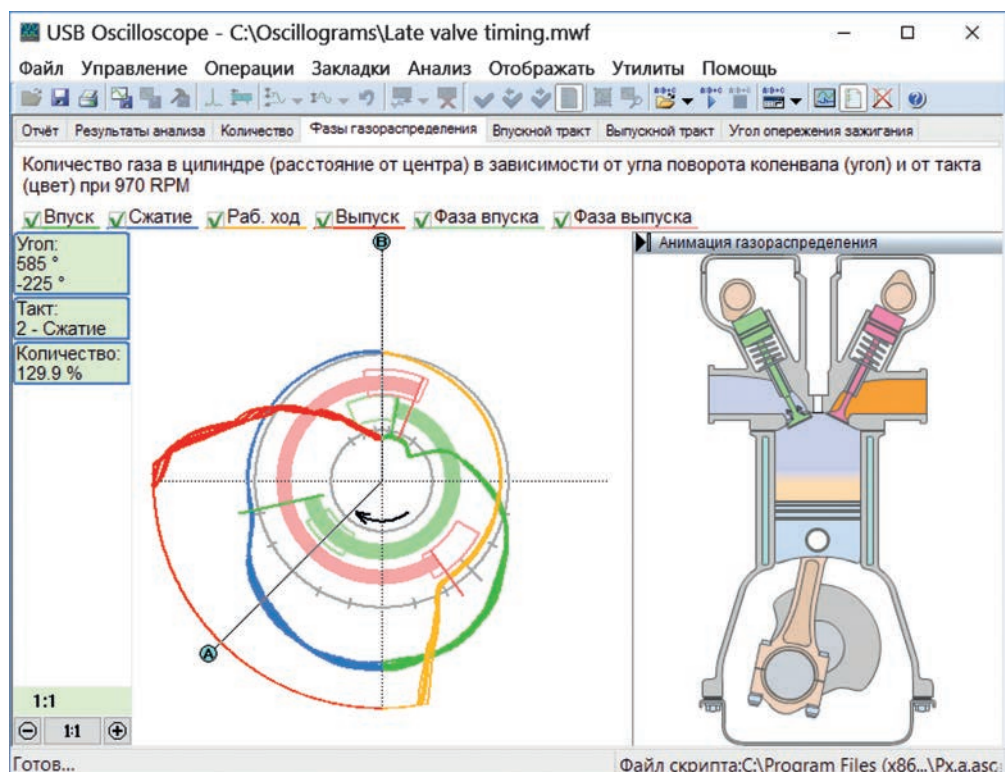 USB Oscilloscope - C:\Oscillograms\Late valve timing.mwf
Файл Управление Операции Закладки Анализ Отображать Утилиты Помощь
Отчёт Результаты анализа Количество Фазы газораспределения Впускной тракт Выпускной тракт Угол опережения зажигания
Количество газа в цилиндре (расстояние от центра) в зависимости от угла поворота коленвала (угол) и от такта
(цвет) при 970 RPM
Впуск Сжатие Раб. ход Выпуск Фаза впуска Фаза выпуска
Угол:
585 °
-225 °
Такт:
2 - Сжатие
Количество:
129.9 %
B
A
Анимация газораспределения
1:1
1:1
Готов...
Файл скрипта:C:\Program Files (x86...\Px.a.asc